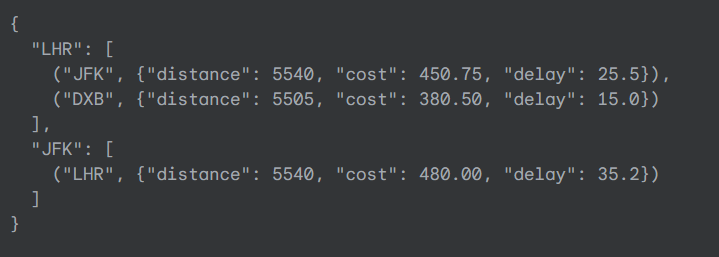 {
  "LHR": [
    ("JFK", {"distance": 5540, "cost": 450.75, "delay": 25.5}),
    ("DXB", {"distance": 5505, "cost": 380.50, "delay": 15.0})
  ],
  "JFK": [
    ("LHR", {"distance": 5540, "cost": 480.00, "delay": 35.2})
  ]
}